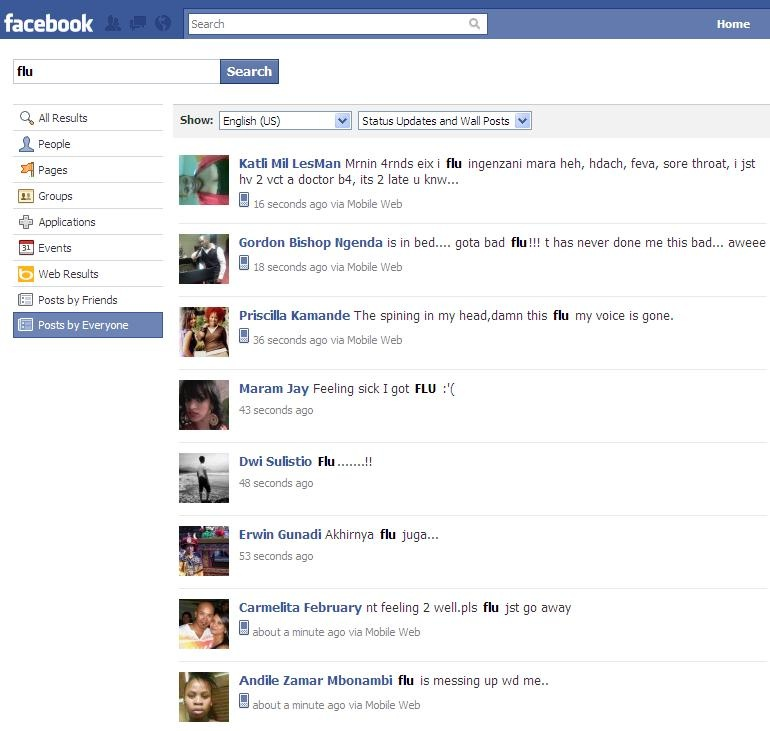 facebook
Search
Home
flu
Search
All Results
People
Pages
Groups
Applications
31
Events
Web Results
Posts by Friends
Posts by Everyone
Show: English (US) Status Updates and Wall Posts
Katli Mil LesMan Mrnin 4rnds eix i flu ingenzani mara heh, hdach, feva, sore throat, i jst
hv 2 vct a doctor b4, its 2 late u knw...
16 seconds ago via Mobile Web
Gordon Bishop Ngenda is in bed.... gota bad flu!!! t has never done me this bad... aweee
18 seconds ago via Mobile Web
Priscilla Kamande The spining in my head,damn this flu my voice is gone.
36 seconds ago via Mobile Web
Maram Jay Feeling sick I got FLU :'(
43 seconds ago
Dwi Sulistio Flu.......!!
48 seconds ago
Erwin Gunadi Akhirnya flu juga...
53 seconds ago
Carmelita February nt feeling 2 well.pls flu jst go away
about a minute ago via Mobile Web
Andile Zamar Mbonambi flu is messing up wd me..
about a minute ago via Mobile Web